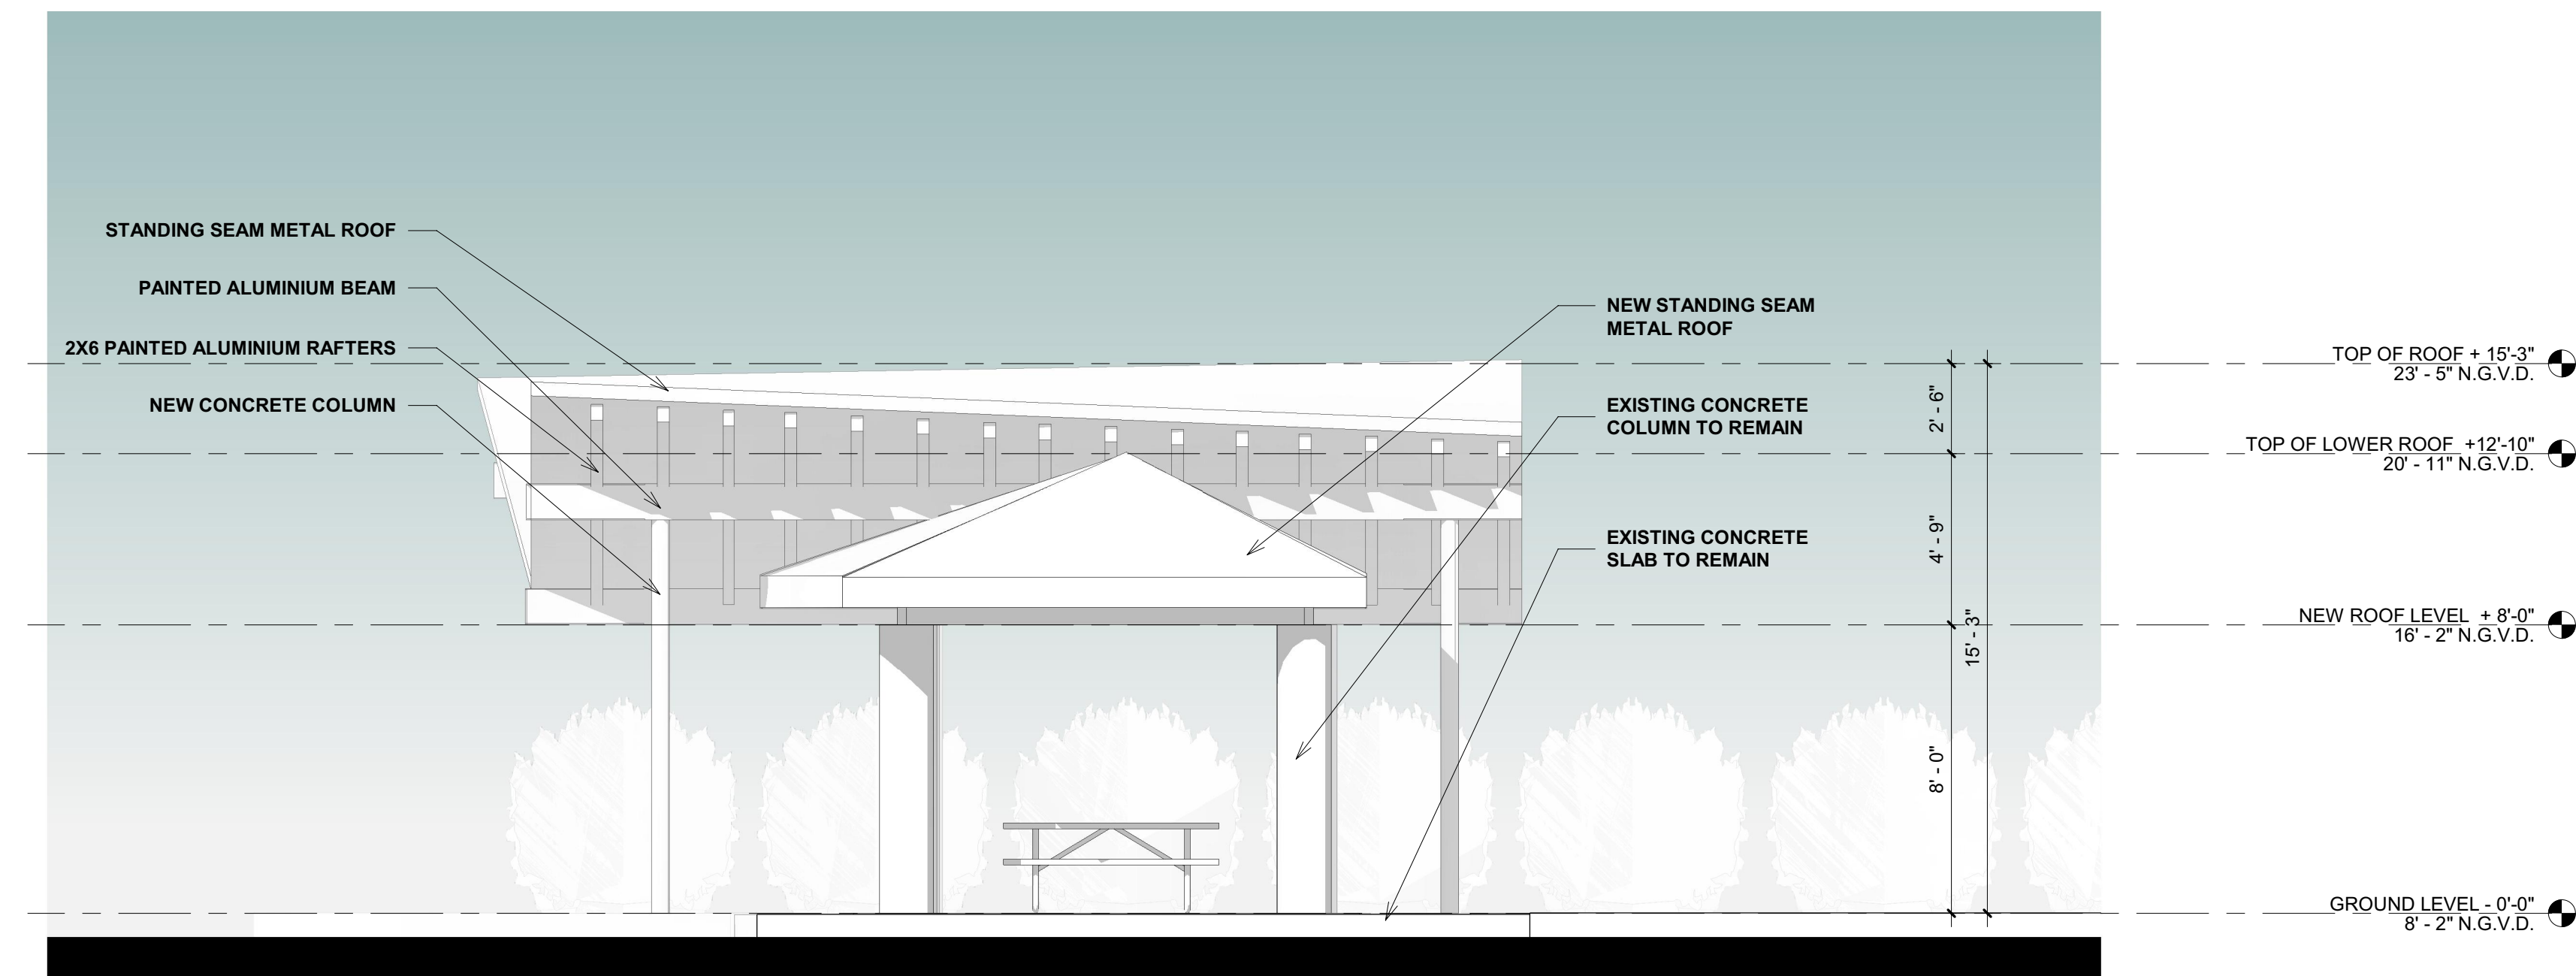 STANDING SEAM METAL ROOF
PAINTED ALUMINIUM BEAM
2X6 PAINTED ALUMINIUM RAFTERS
NEW CONCRETE COLUMN
NEW STANDING SEAM
METAL ROOF
EXISTING CONCRETE
COLUMN TO REMAIN
EXISTING CONCRETE
SLAB TO REMAIN
2' - 6"
4' - 9"
8' - 0"
15' - 3"
TOP OF ROOF + 15'-3"
23' - 5" N.G.V.D.
TOP OF LOWER ROOF +12'-10"
20' - 11" N.G.V.D.
NEW ROOF LEVEL + 8'-0"
16' - 2" N.G.V.D.
GROUND LEVEL - 0'-0"
8' - 2" N.G.V.D.